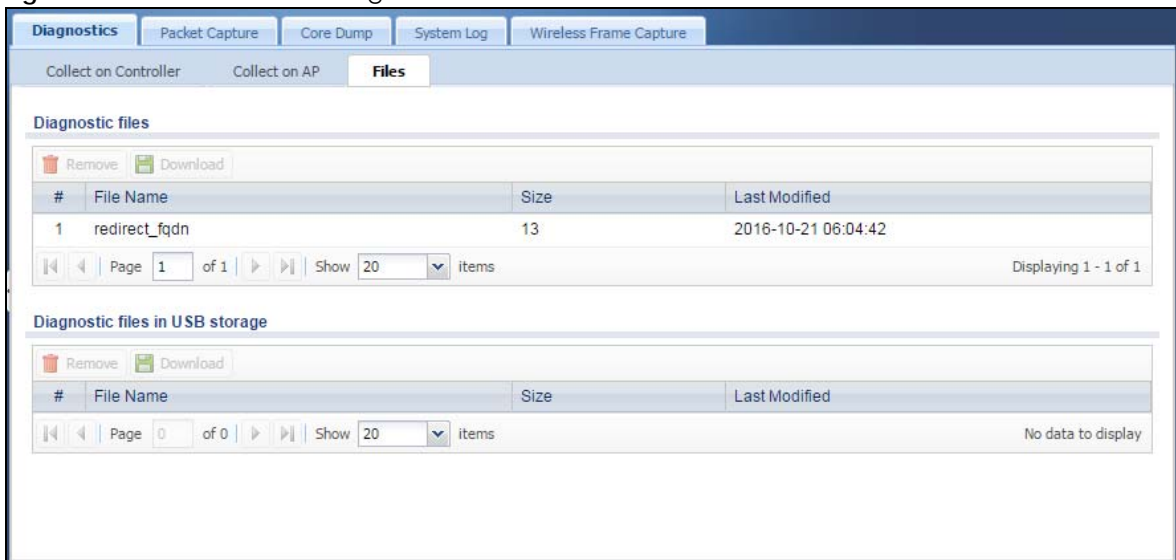 Diagnostics Packet Capture Core Dump System Log Wireless Frame Capture
Collect on Controller Collect on AP Files
Diagnostic files
Remove Download
# File Name Size Last Modified
1 redirect_fqdn 13 2016-10-21 06:04:42
Page 1 of 1 Show 20 items Displaying 1 - 1 of 1
Diagnostic files in USB storage
Remove Download
# File Name Size Last Modified
Page 0 of 0 Show 20 items No data to display